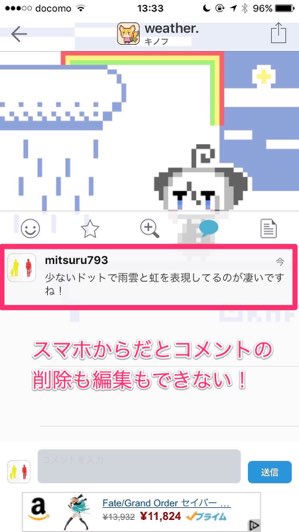 docomo 13:33 96%
weather.
キノフ
mitsuru793 今
少ないドットで雨雲と虹を表現してるのが凄いです
ね！
スマホからだとコメントの
削除も編集もできない！
コメントを入力
送信
a Fate/Grand Order セイバー ...
¥13,932 ¥11,824 プライム